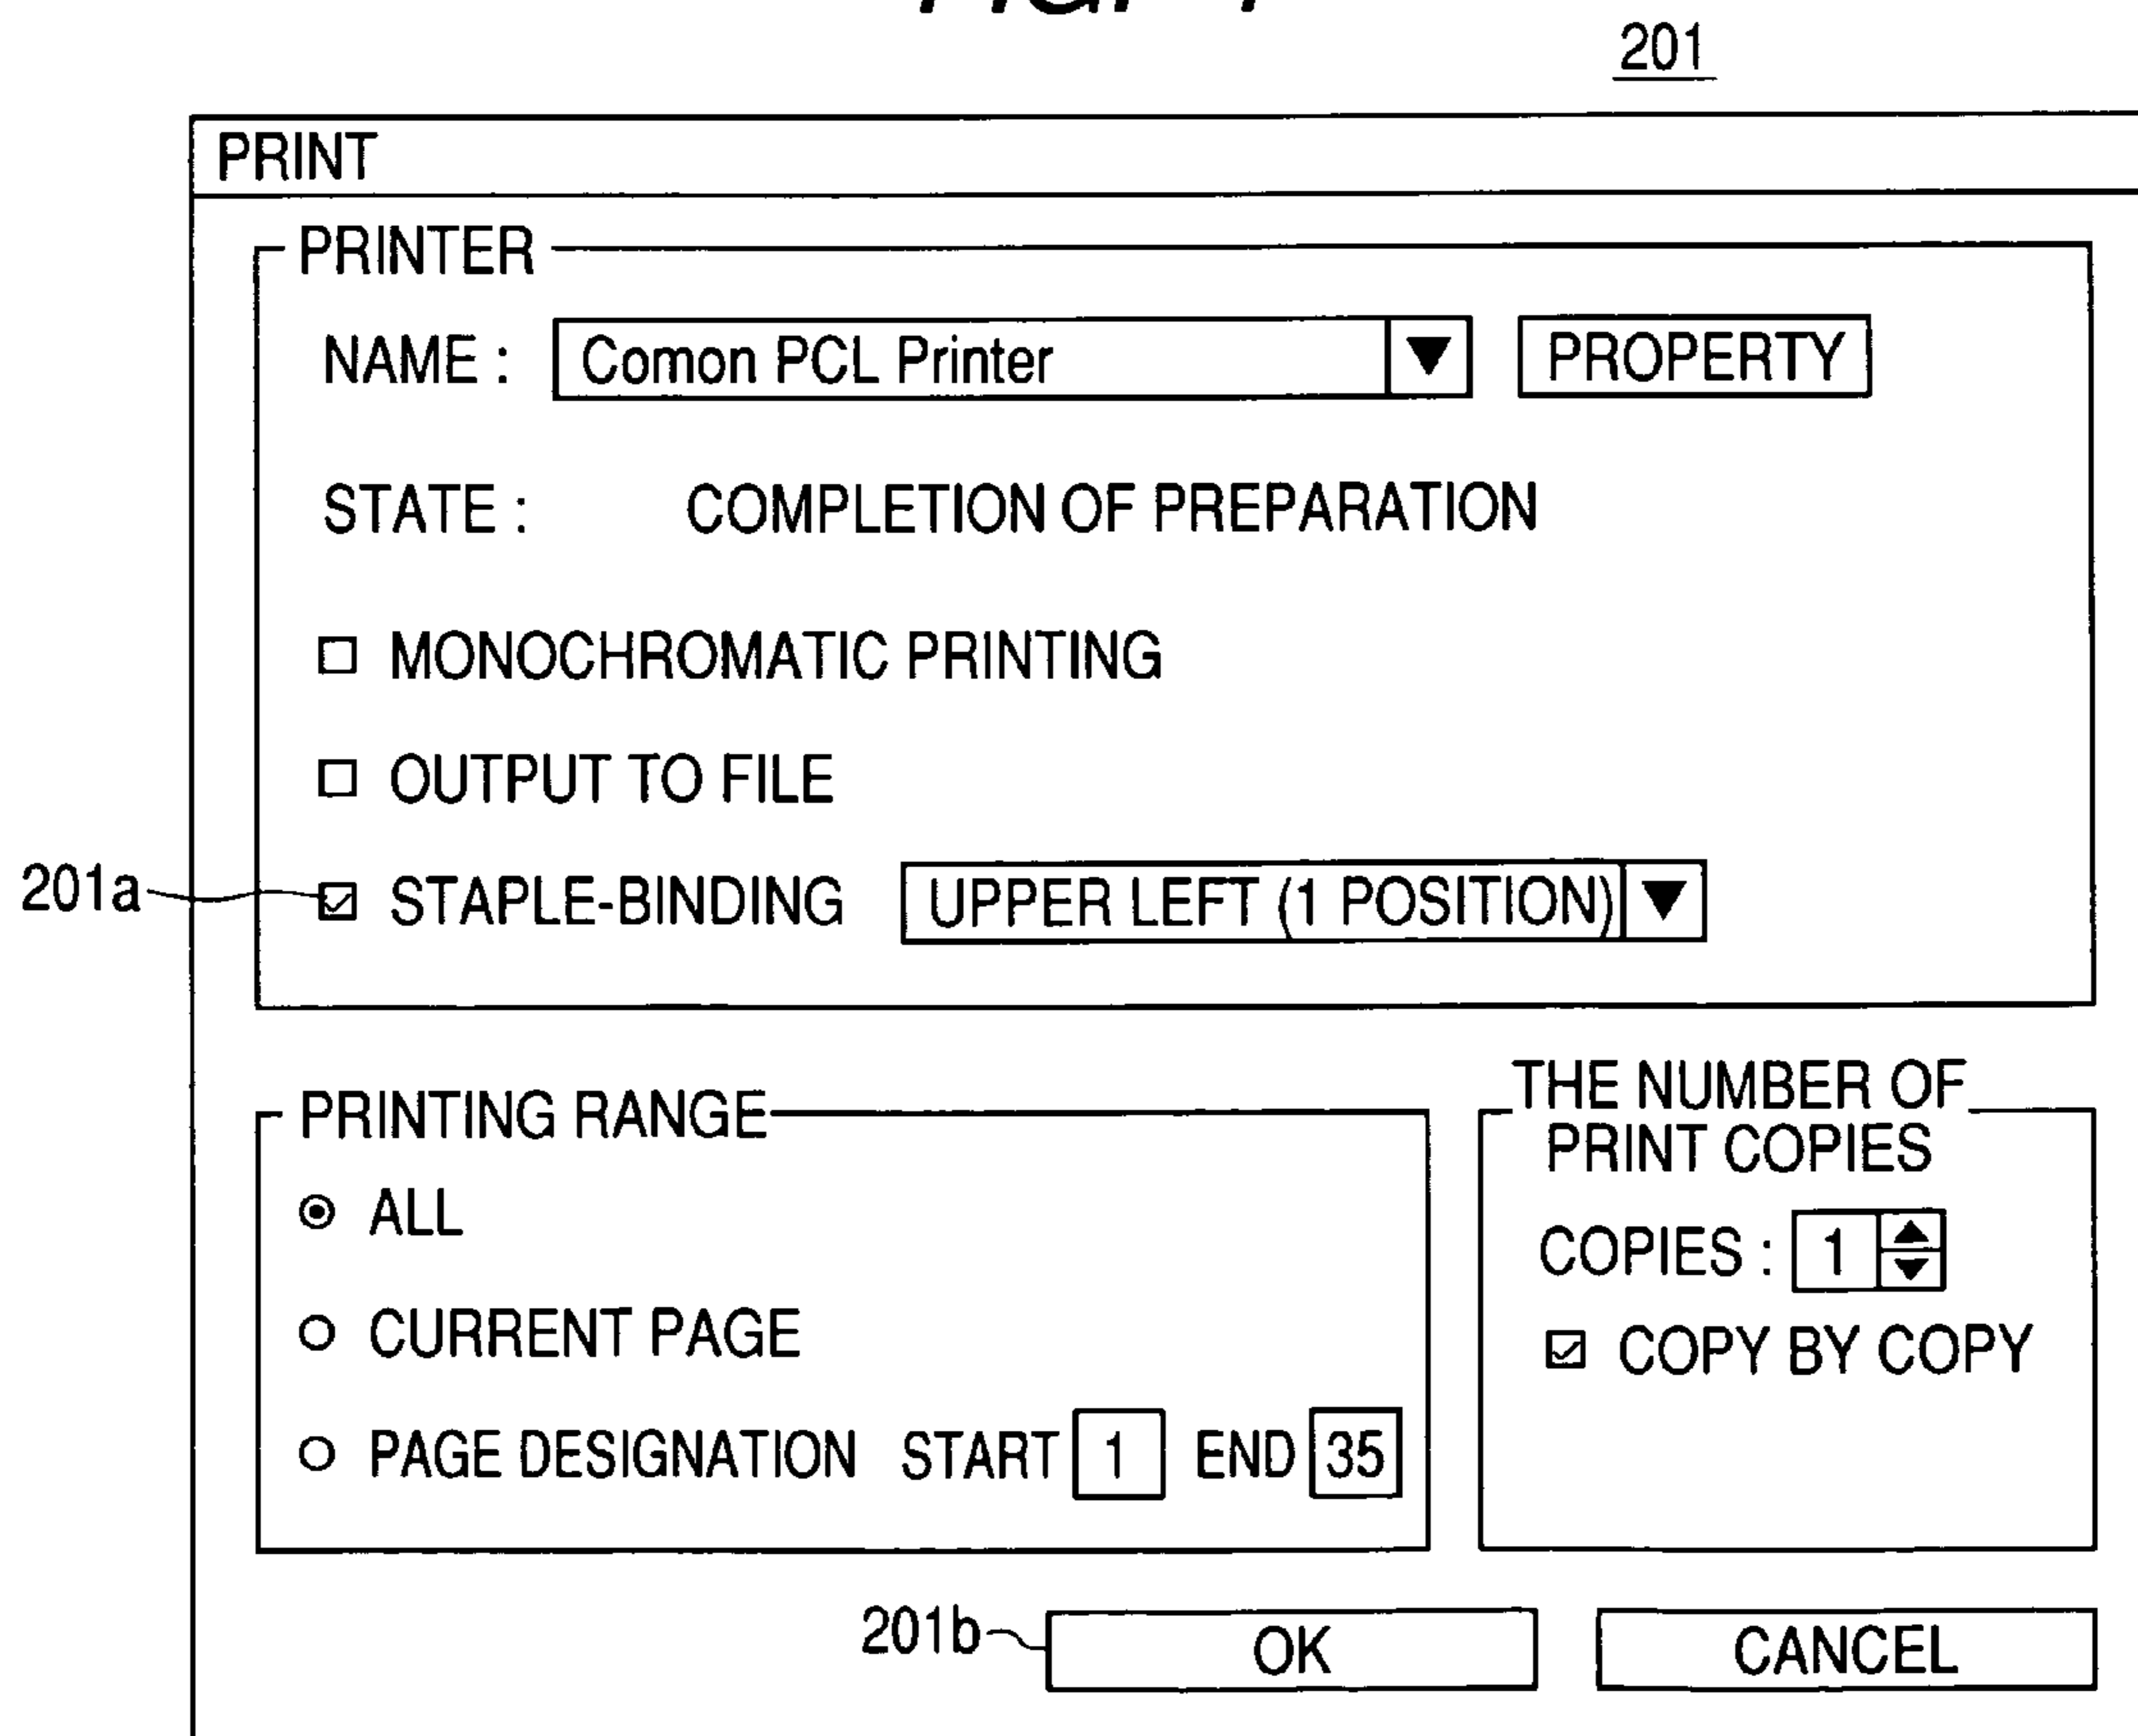 201
PRINT
PRINTER
NAME : Comon PCL Printer PROPERTY
STATE : COMPLETION OF PREPARATION
MONOCHROMATIC PRINTING
OUTPUT TO FILE
201a STAPLE-BINDING UPPER LEFT (1 POSITION)
PRINTING RANGE
ALL
CURRENT PAGE
PAGE DESIGNATION START 1 END 35
THE NUMBER OF
PRINT COPIES
COPIES : 1
COPY BY COPY
201b OK CANCEL